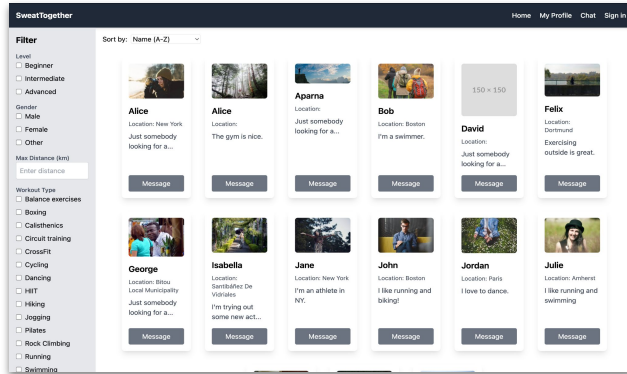 SweatTogether
Home My Profile Chat Sign in
Filter
Level
Beginner
Intermediate
Advanced
Gender
Male
Female
Other
Max Distance (km)
Enter distance
Workout Type
Balance exercises
Boxing
Calisthenics
Circuit training
CrossFit
Cycling
Dancing
HIIT
Hiking
Jogging
Pilates
Rock Climbing
Running
Swimming
Sort by: Name (A-Z)
Alice
Location: New York
Just somebody
looking for a...
Message
Alice
Location:
The gym is nice.
Message
Aparna
Location:
Just somebody
looking for a...
Message
Bob
Location: Boston
I'm a swimmer.
Message
150 × 150
David
Location:
Just somebody
looking for a...
Message
Felix
Location:
Dortmund
Exercising
outside is great.
Message
George
Location: Bitou
Local Municipality
Just somebody
looking for a...
Message
Isabella
Location:
Santibáñez De
Vidriales
I'm trying out
some new act...
Message
Jane
Location: New York
I'm an athlete in
NY.
Message
John
Location: Boston
I like running and
biking!
Message
Jordan
Location: Paris
I love to dance.
Message
Julie
Location: Amherst
I like running and
swimming
Message